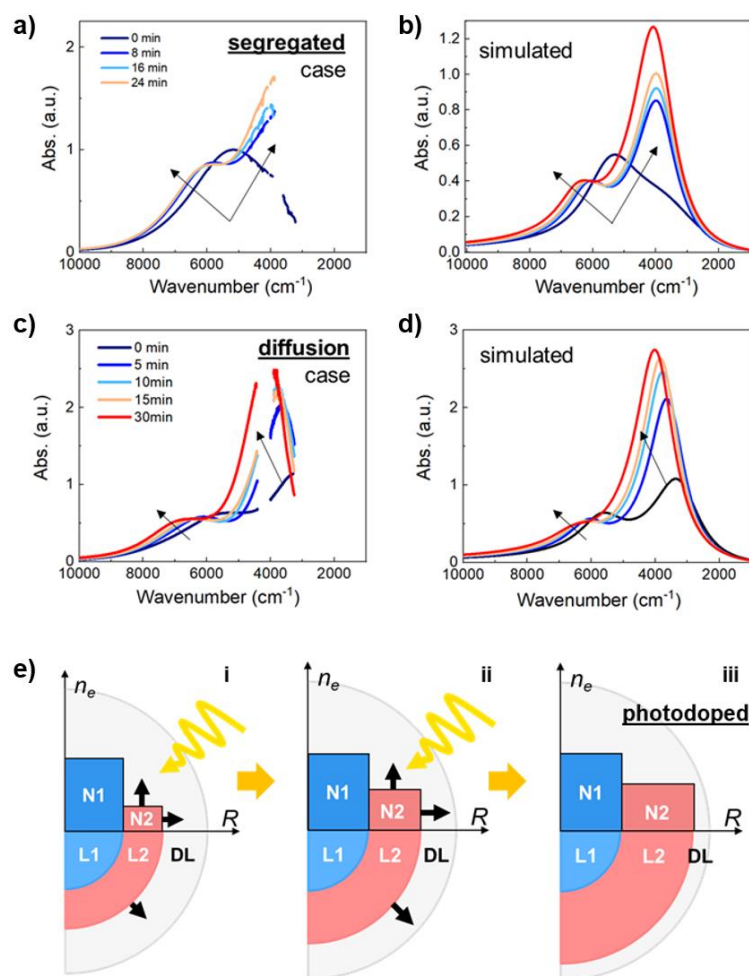 a)
segregated
case
0 min
8 min
16 min
24 min
Abs. (a.u.)
2
1
0
10000 8000 6000 4000 2000
Wavenumber (cm⁻¹)
b)
simulated
Abs. (a.u.)
1.2
1.0
0.8
0.6
0.4
0.2
0.0
10000 8000 6000 4000 2000
Wavenumber (cm⁻¹)
c)
diffusion
case
0 min
5 min
10min
15min
30min
Abs. (a.u.)
3
2
1
0
10000 8000 6000 4000 2000
Wavenumber (cm⁻¹)
d)
simulated
Abs. (a.u.)
3
2
1
0
10000 8000 6000 4000 2000
Wavenumber (cm⁻¹)
e)
nₑ
i
N1
N2
R
L1 L2 DL
nₑ
ii
N1
N2
R
L1 L2 DL
nₑ
iii
photodoped
N1
N2
R
L1 L2 DL